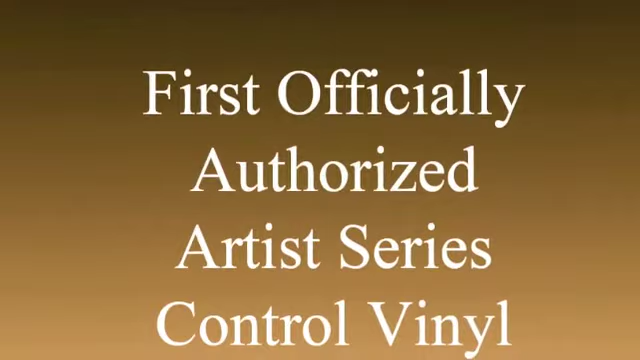 First Officially
Authorized
Artist Series
Control Vinyl